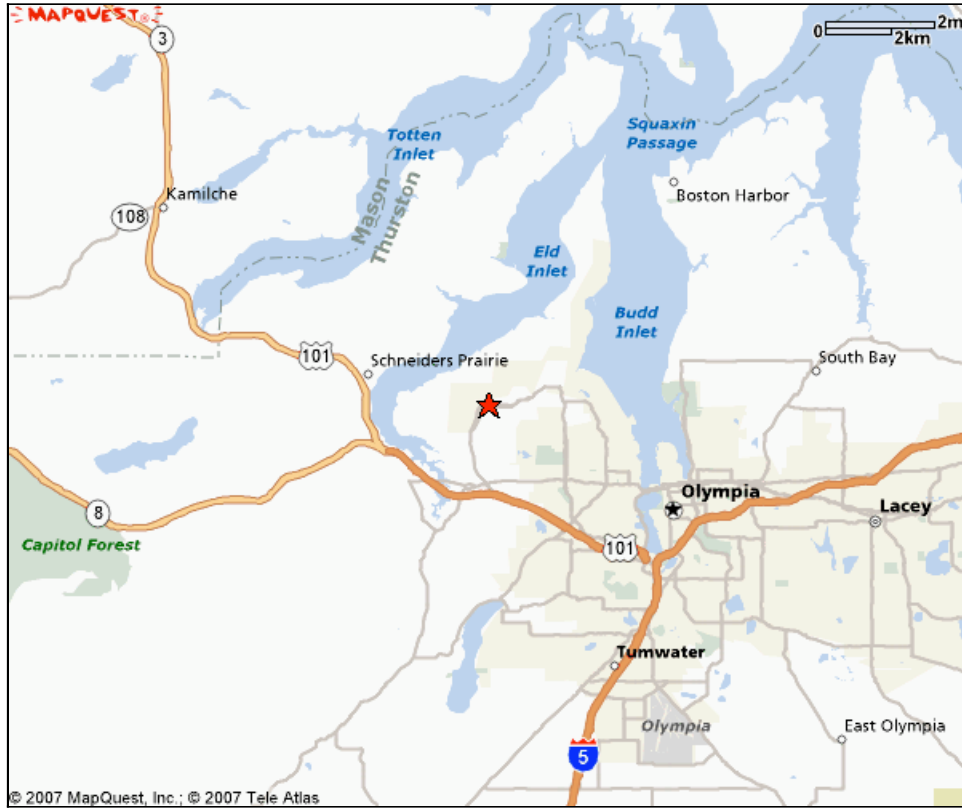 MAPQUEST®
3
0 2m
2km
Totten
Inlet
Squaxin
Passage
Kamilche
Boston Harbor
108
Mason
Thurston
Eld
Inlet
Budd
Inlet
101
Schneiders Prairie
South Bay
Olympia
Lacey
8
101
Capitol Forest
Tumwater
Olympia
East Olympia
5
© 2007 MapQuest, Inc.; © 2007 Tele Atlas